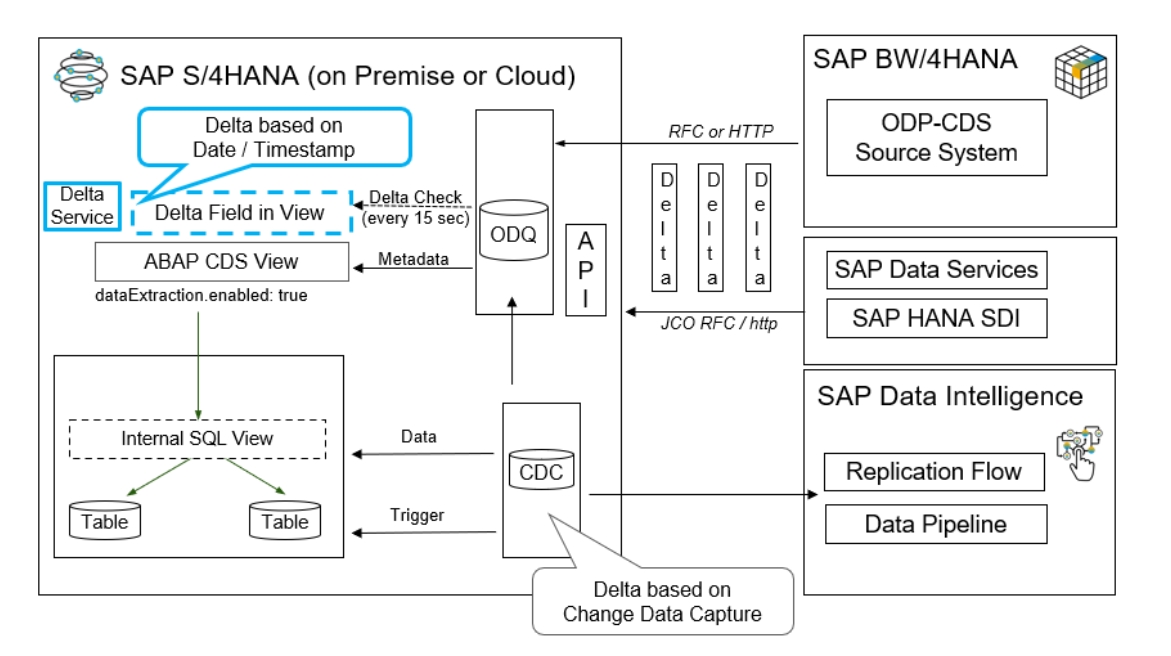 SAP S/4HANA (on Premise or Cloud)
Delta based on
Date / Timestamp
Delta
Service
Delta Field in View
Delta Check
(every 15 sec)
ABAP CDS View
Metadata
dataExtraction.enabled: true
ODQ
API
Internal SQL View
Table
Table
Data
Trigger
CDC
Delta based on
Change Data Capture
RFC or HTTP
Delta
Delta
Delta
JCO RFC / http
SAP BW/4HANA
ODP-CDS
Source System
SAP Data Services
SAP HANA SDI
SAP Data Intelligence
Replication Flow
Data Pipeline